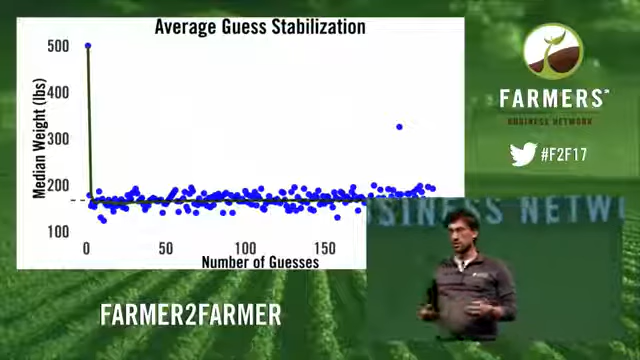 Average Guess Stabilization
Median Weight (lbs)
500
400
300
200
100
0
50
100
150
Number of Guesses
FARMERS
BUSINESS NETWORK
#F2F17
FARMER2FARMER